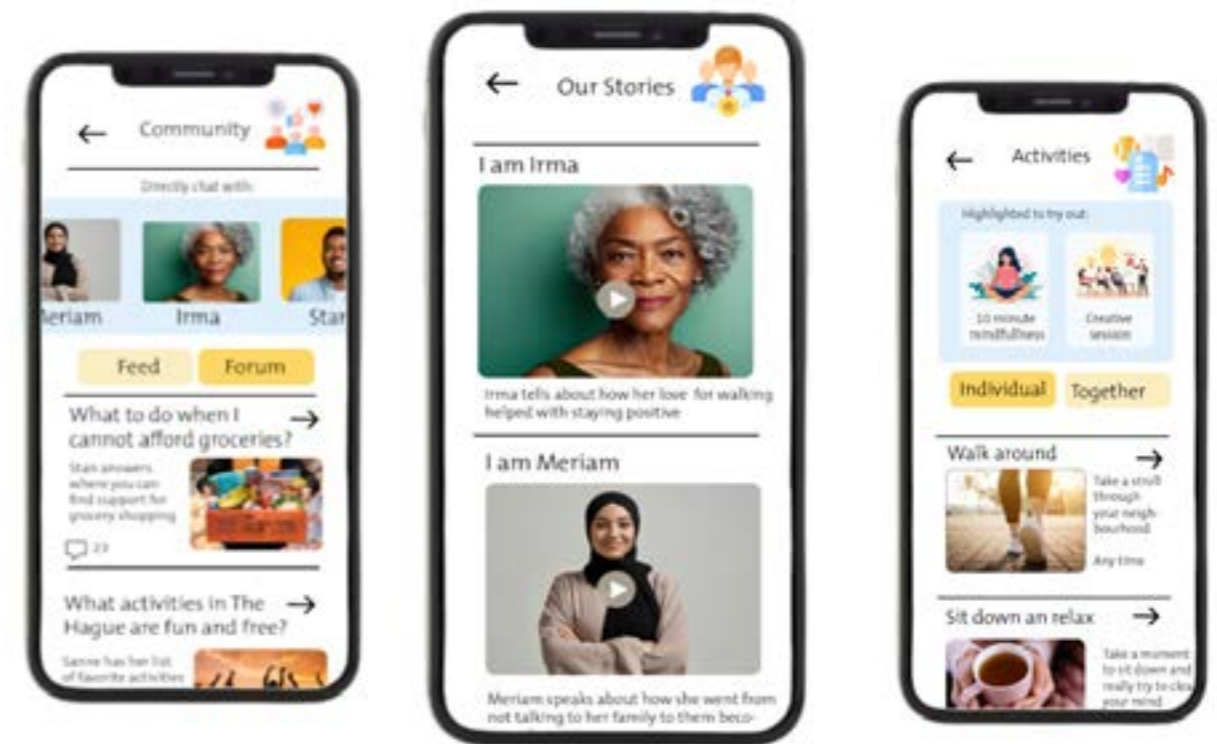 Community
Directly chat with:
Meriam
Irma
Stan
Feed
Forum
What to do when I
cannot afford groceries?
Stan answers
where you can
find support for
grocery shopping
23
What activities in The
Hague are fun and free?
Sanne has her list
of favorite activities
Our Stories
I am Irma
Irma tells about how her love for walking
helped with staying positive
I am Meriam
Meriam speaks about how she went from
not talking to her family to them beco-
Activities
Highlighted to try out:
10 minute
mindfullness
Creative
session
Individual
Together
Walk around
Take a stroll
through
your neigh-
bourhood
Any time
Sit down an relax
Take a moment
to sit down and
really try to clea
your mind